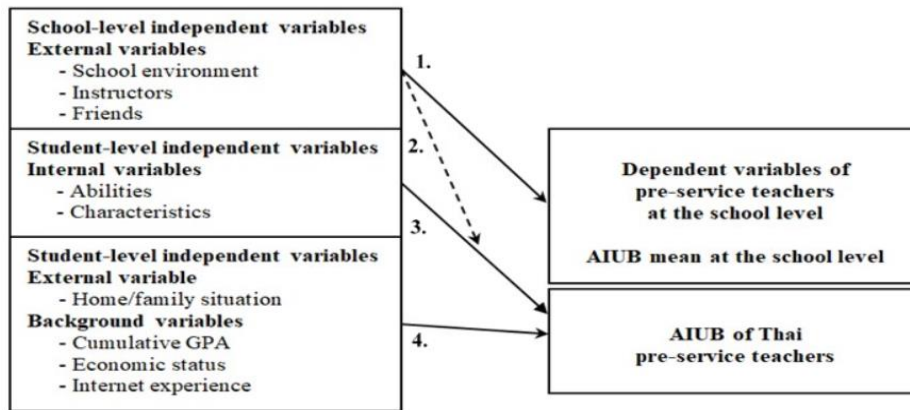 School-level independent variables
External variables
- School environment
- Instructors
- Friends
Student-level independent variables
Internal variables
- Abilities
- Characteristics
Student-level independent variables
External variable
- Home/family situation
Background variables
- Cumulative GPA
- Economic status
- Internet experience
1.
2.
3.
4.
Dependent variables of
pre-service teachers
at the school level
AIUB mean at the school level
AIUB of Thai
pre-service teachers